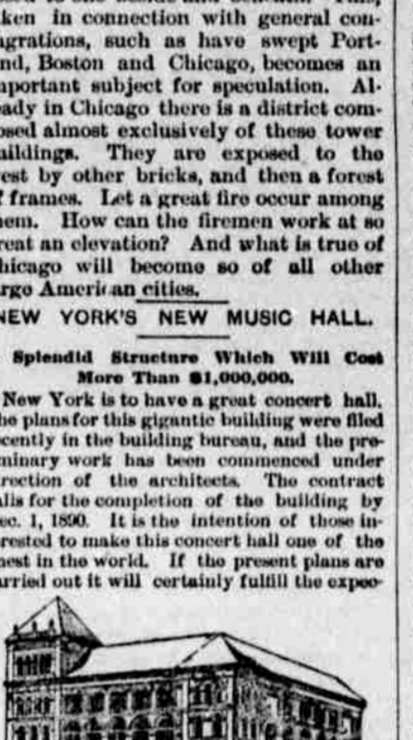 ken in connection with general con-
agrations, such as have swept Port-
nd, Boston and Chicago, becomes an
mportant subject for speculation. Al-
eady in Chicago there is a district com-
osed almost exclusively of these tower
uildings. They are exposed to the
est by other bricks, and then a forest
f frames. Let a great fire occur among
hem. How can the firemen work at so
reat an elevation? And what is true of
hicago will become so of all other
arge American cities.
NEW YORK'S NEW MUSIC HALL.
Splendid Structure Which Will Cost
More Than $1,000,000.
New York is to have a great concert hall.
he plans for this gigantic building were filed
cently in the building bureau, and the pre-
minary work has been commenced under
rection of the architects. The contract
alls for the completion of the building by
ec. 1, 1890. It is the intention of those in-
rested to make this concert hall one of the
nest in the world. If the present plans are
arried out it will certainly fulfill the expec-